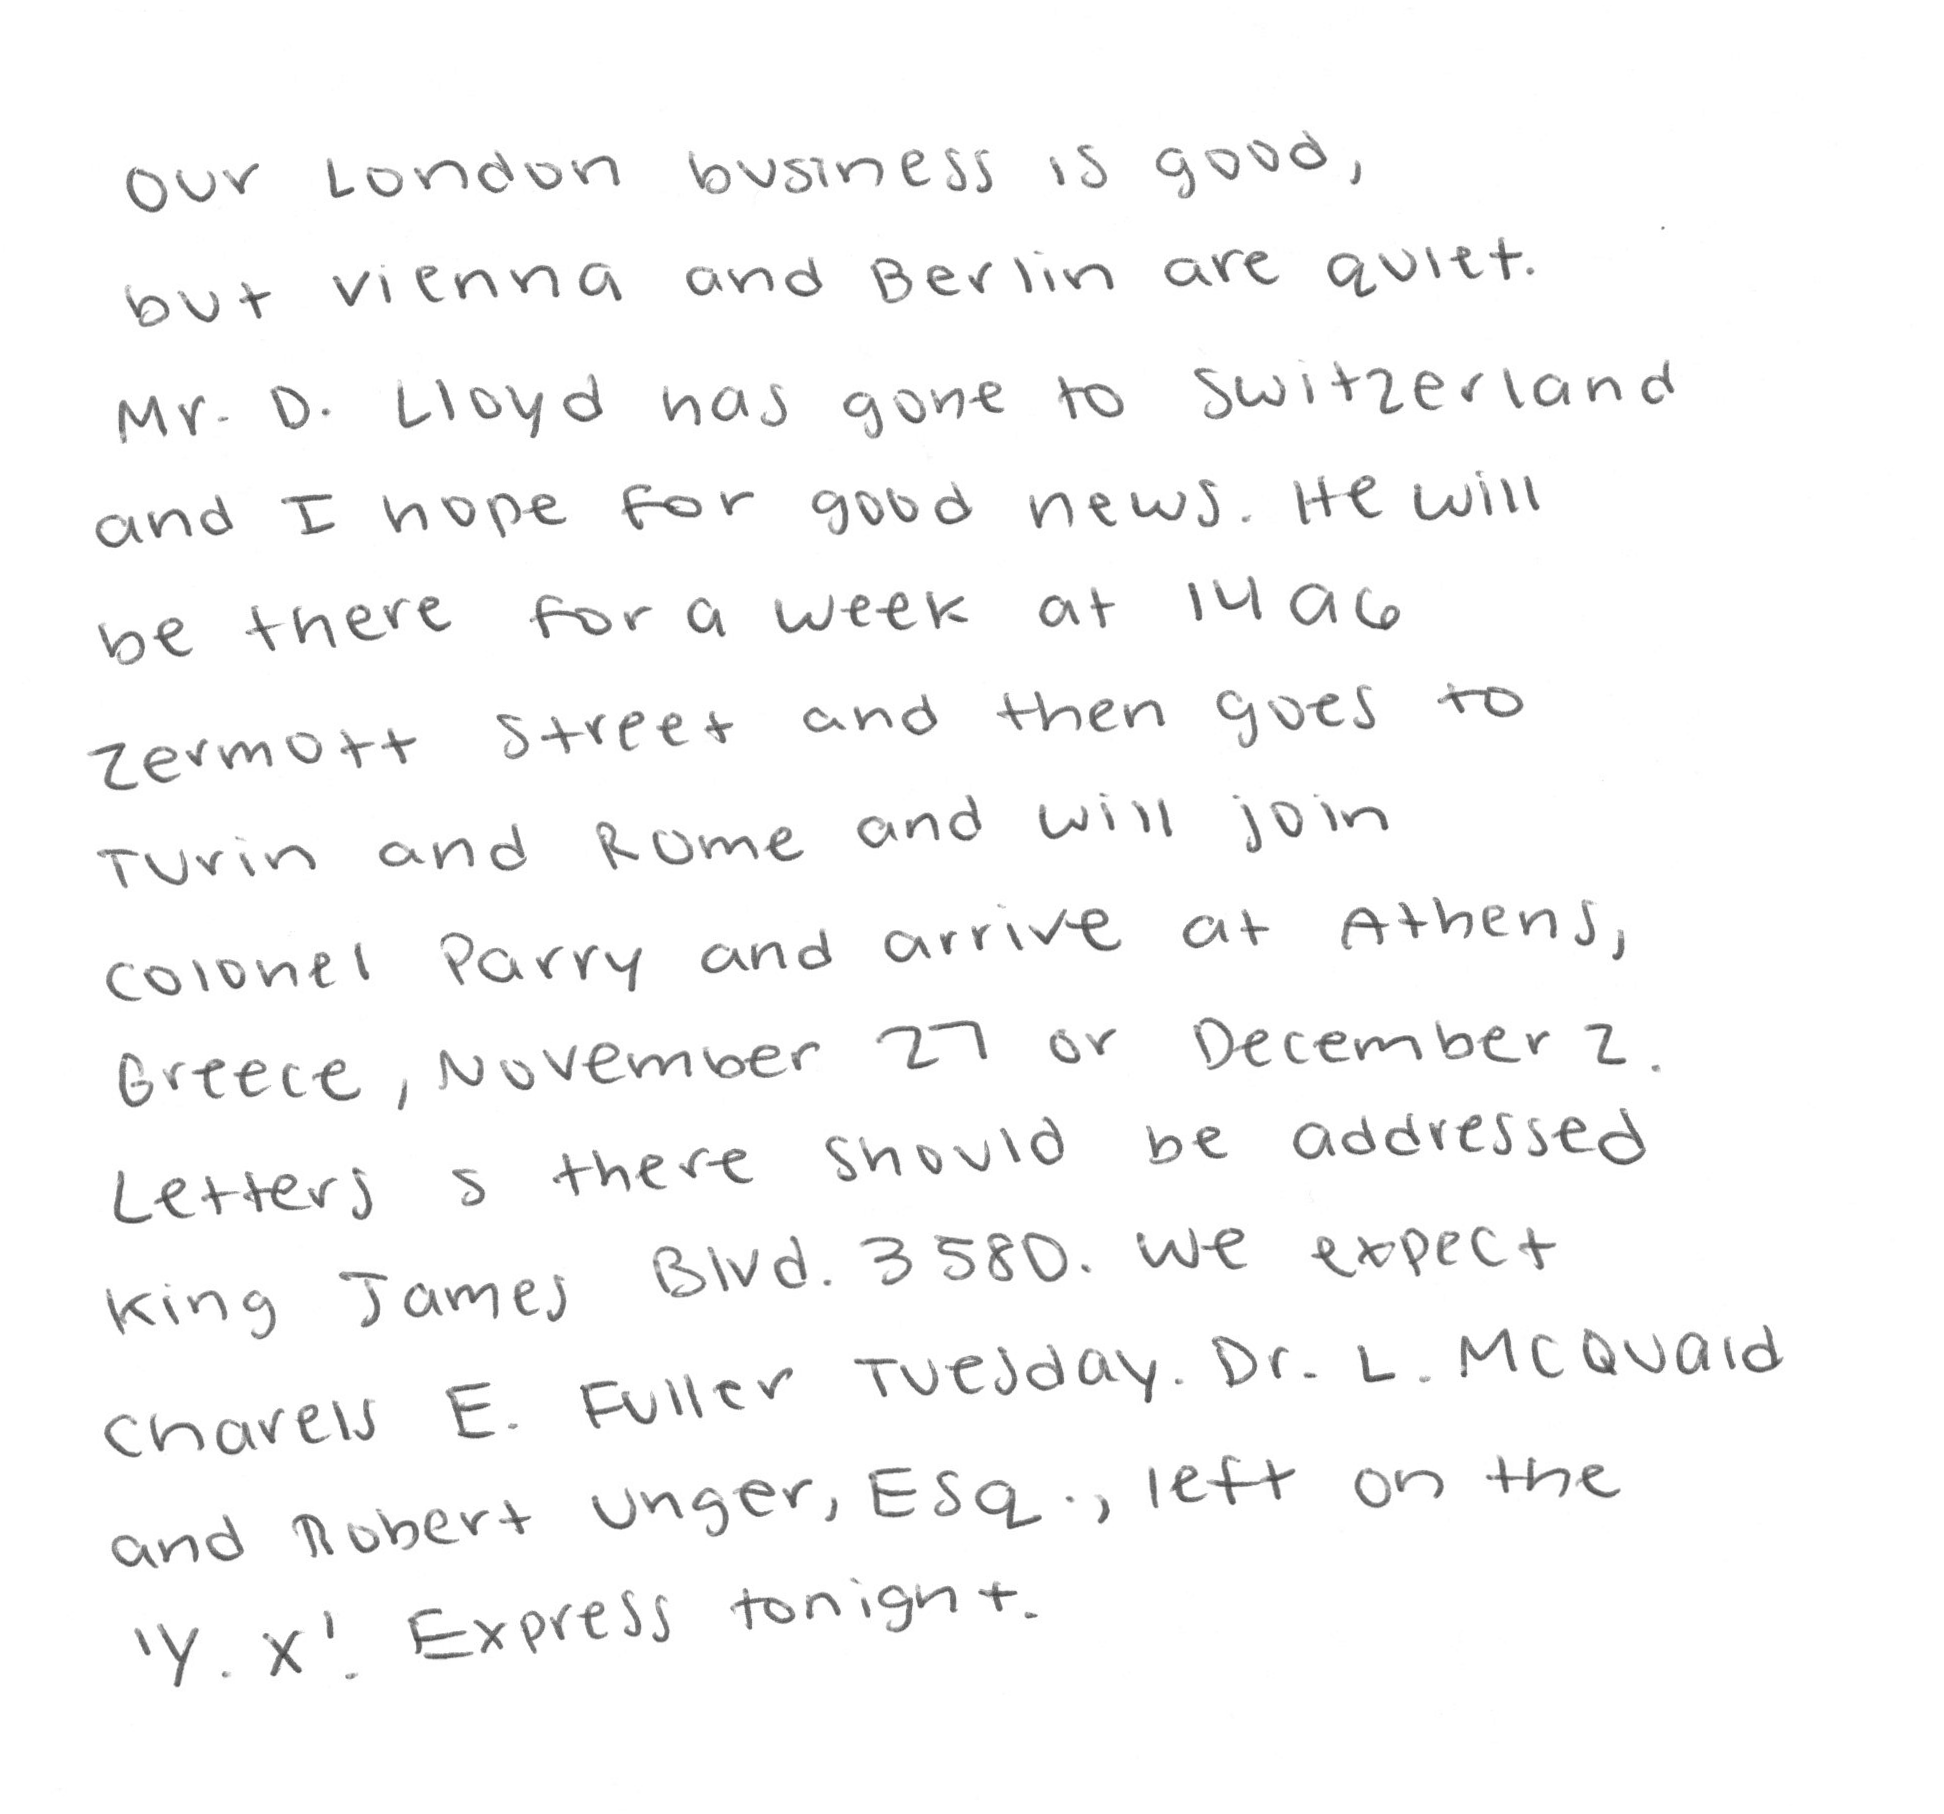 Our London business is good,
but Vienna and Berlin are quiet.
Mr. D. Lloyd has gone to Switzerland
and I hope for good news. He will
be there for a week at 1496
Zermott Street and then goes to
Turin and Rome and will join
Colonel Parry and arrive at Athens,
Greece, November 27 or December 2.
Letters s there should be addressed
King James Blvd. 3580. We expect
Charels E. Fuller Tuesday. Dr. L. McQuaid
and Robert Unger, Esq., left on the
'Y. X'. Express tonight.